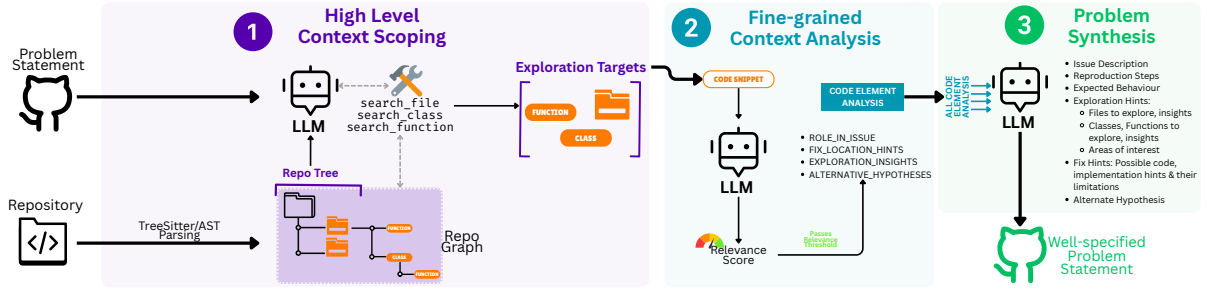 Problem
Statement
Repository
TreeSitter/AST
Parsing
1
High Level
Context Scoping
LLM
search_file
search_class
search_function
Repo Tree
FUNCTION
CLASS
FUNCTION
Repo
Graph
Exploration Targets
FUNCTION
CLASS
2
Fine-grained
Context Analysis
CODE SNIPPET
LLM
Relevance
Score
Passes
Relevance
Threshold
CODE ELEMENT
ANALYSIS
• ROLE_IN_ISSUE
• FIX_LOCATION_HINTS
• EXPLORATION_INSIGHTS
• ALTERNATIVE_HYPOTHESES
3
Problem
Synthesis
ALL CODE
ELEMENT
ANALYSIS
LLM
• Issue Description
• Reproduction Steps
• Expected Behaviour
• Exploration Hints:
Files to explore, insights
Classes, Functions to
explore, insights
Areas of interest
• Fix Hints: Possible code,
implementation hints & their
limitations
• Alternate Hypothesis
Well-specified
Problem
Statement